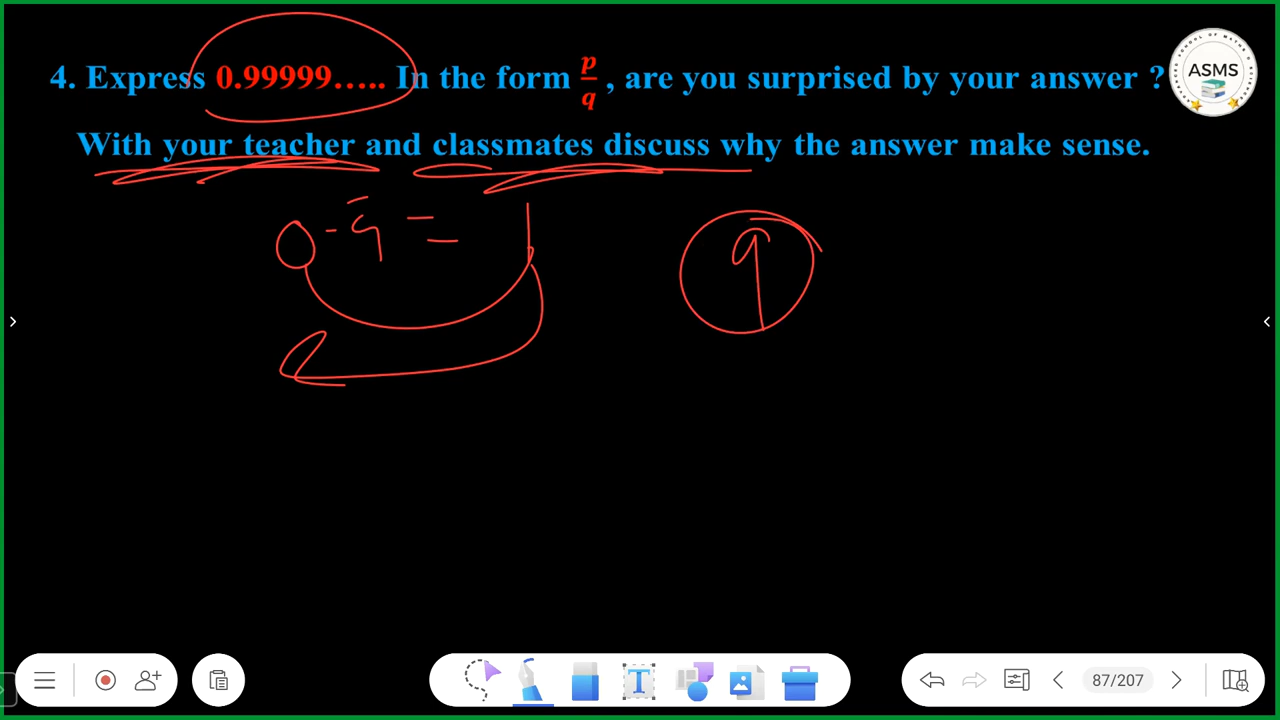 4. Express 0.99999..... In the form p/q , are you surprised by your answer ?
With your teacher and classmates discuss why the answer make sense.
ASMS
0.9̅ = 1
9
87/207